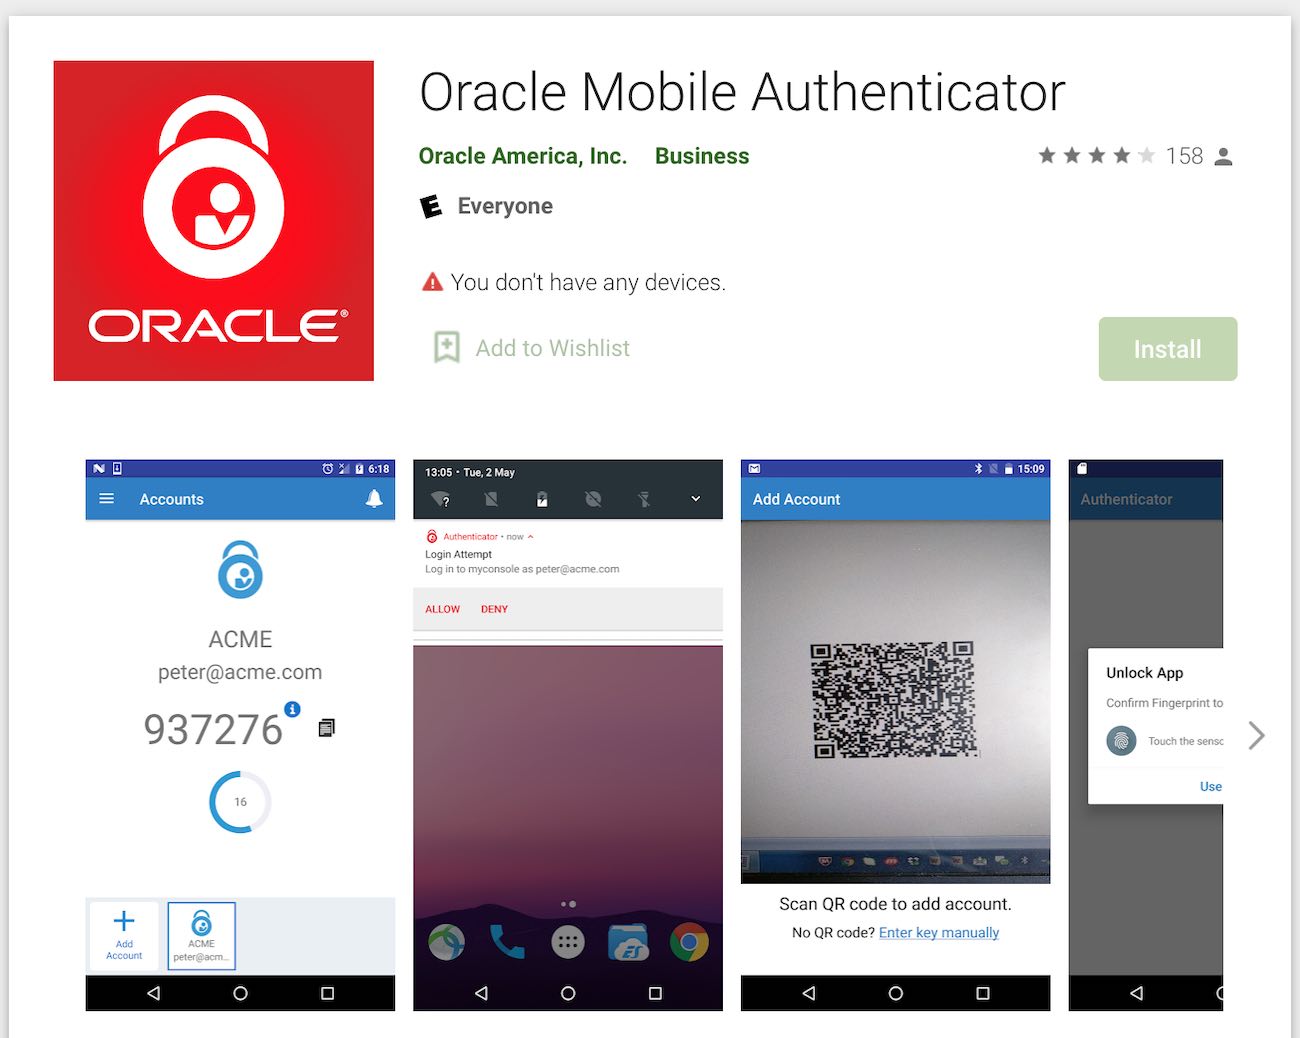 ORACLE®
Oracle Mobile Authenticator
Oracle America, Inc. Business
158
E Everyone
You don't have any devices.
Add to Wishlist
Install
6:18
Accounts
ACME
peter@acme.com
937276
16
Add
Account
ACME
peter@acm...
13:05 • Tue, 2 May
Authenticator • now
Login Attempt
Log in to myconsole as peter@acme.com
ALLOW DENY
15:09
Add Account
Scan QR code to add account.
No QR code? Enter key manually
Authenticator
Unlock App
Confirm Fingerprint to
Touch the senso
Use